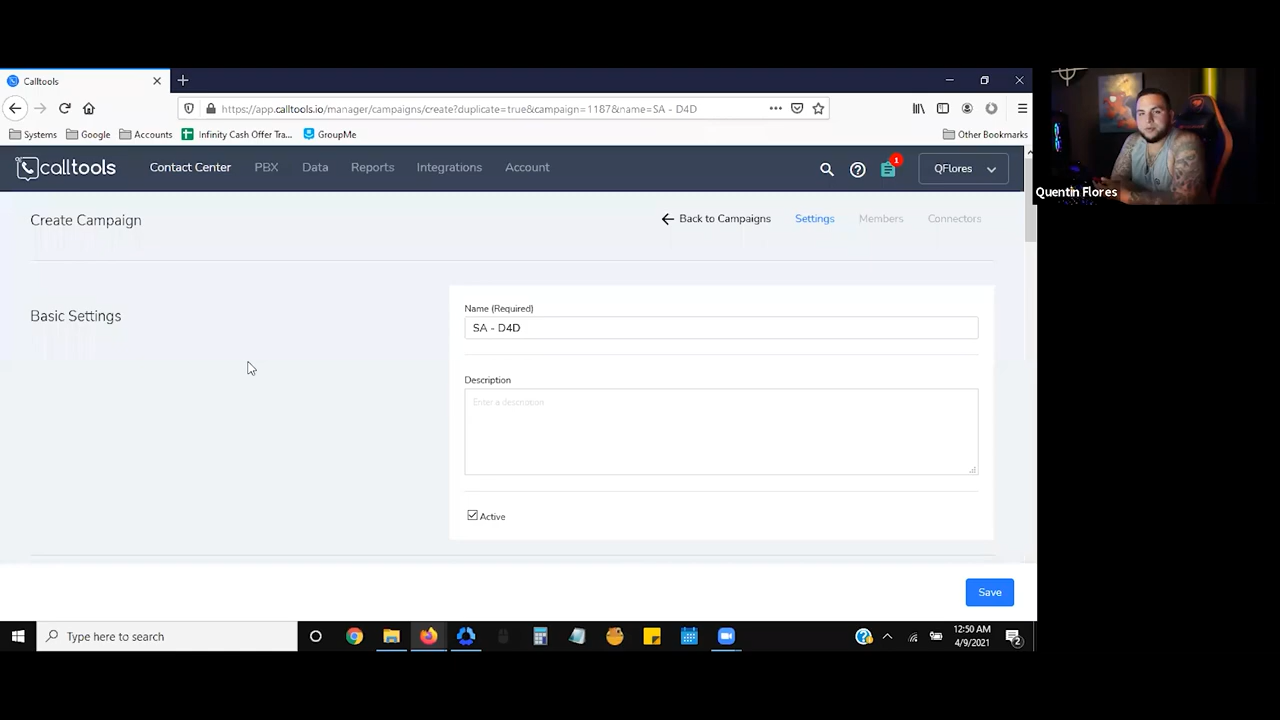 Calltools
https://app.calltools.io/manager/campaigns/create?duplicate=true&campaign=1187&name=SA - D4D
Systems Google Accounts Infinity Cash Offer Tra... GroupMe Other Bookmarks
calltools Contact Center PBX Data Reports Integrations Account 1 QFlores
Quentin Flores
Create Campaign Back to Campaigns Settings Members Connectors
Basic Settings
Name (Required)
SA - D4D
Description
Enter a description
Active
Save
Type here to search
12:50 AM
4/9/2021
2